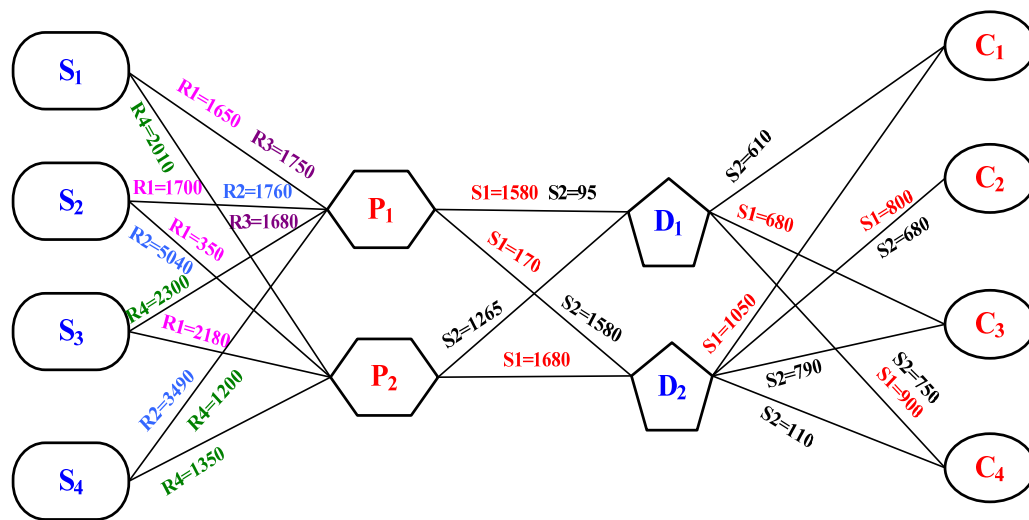 S1
S2
S3
S4
R1=1650
R3=1750
R4=2010
R1=1700
R2=1760
R3=1680
R1=350
R2=5040
R4=2300
R1=2180
R2=3490
R4=1200
R4=1350
P1
P2
S1=1580
S2=95
S1=170
S2=1580
S2=1265
S1=1680
D1
D2
S2=610
S1=680
S1=800
S2=680
S1=1050
S2=790
S2=750
S1=900
S2=110
C1
C2
C3
C4